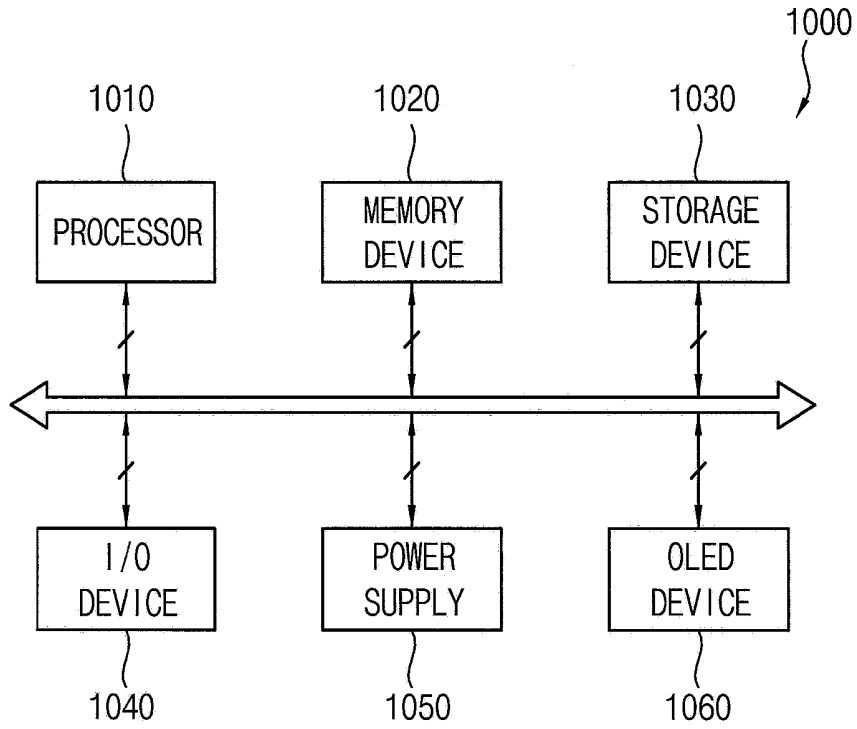 1000
1010
1020
1030
PROCESSOR
MEMORY
DEVICE
STORAGE
DEVICE
I/O
DEVICE
POWER
SUPPLY
OLED
DEVICE
1040
1050
1060